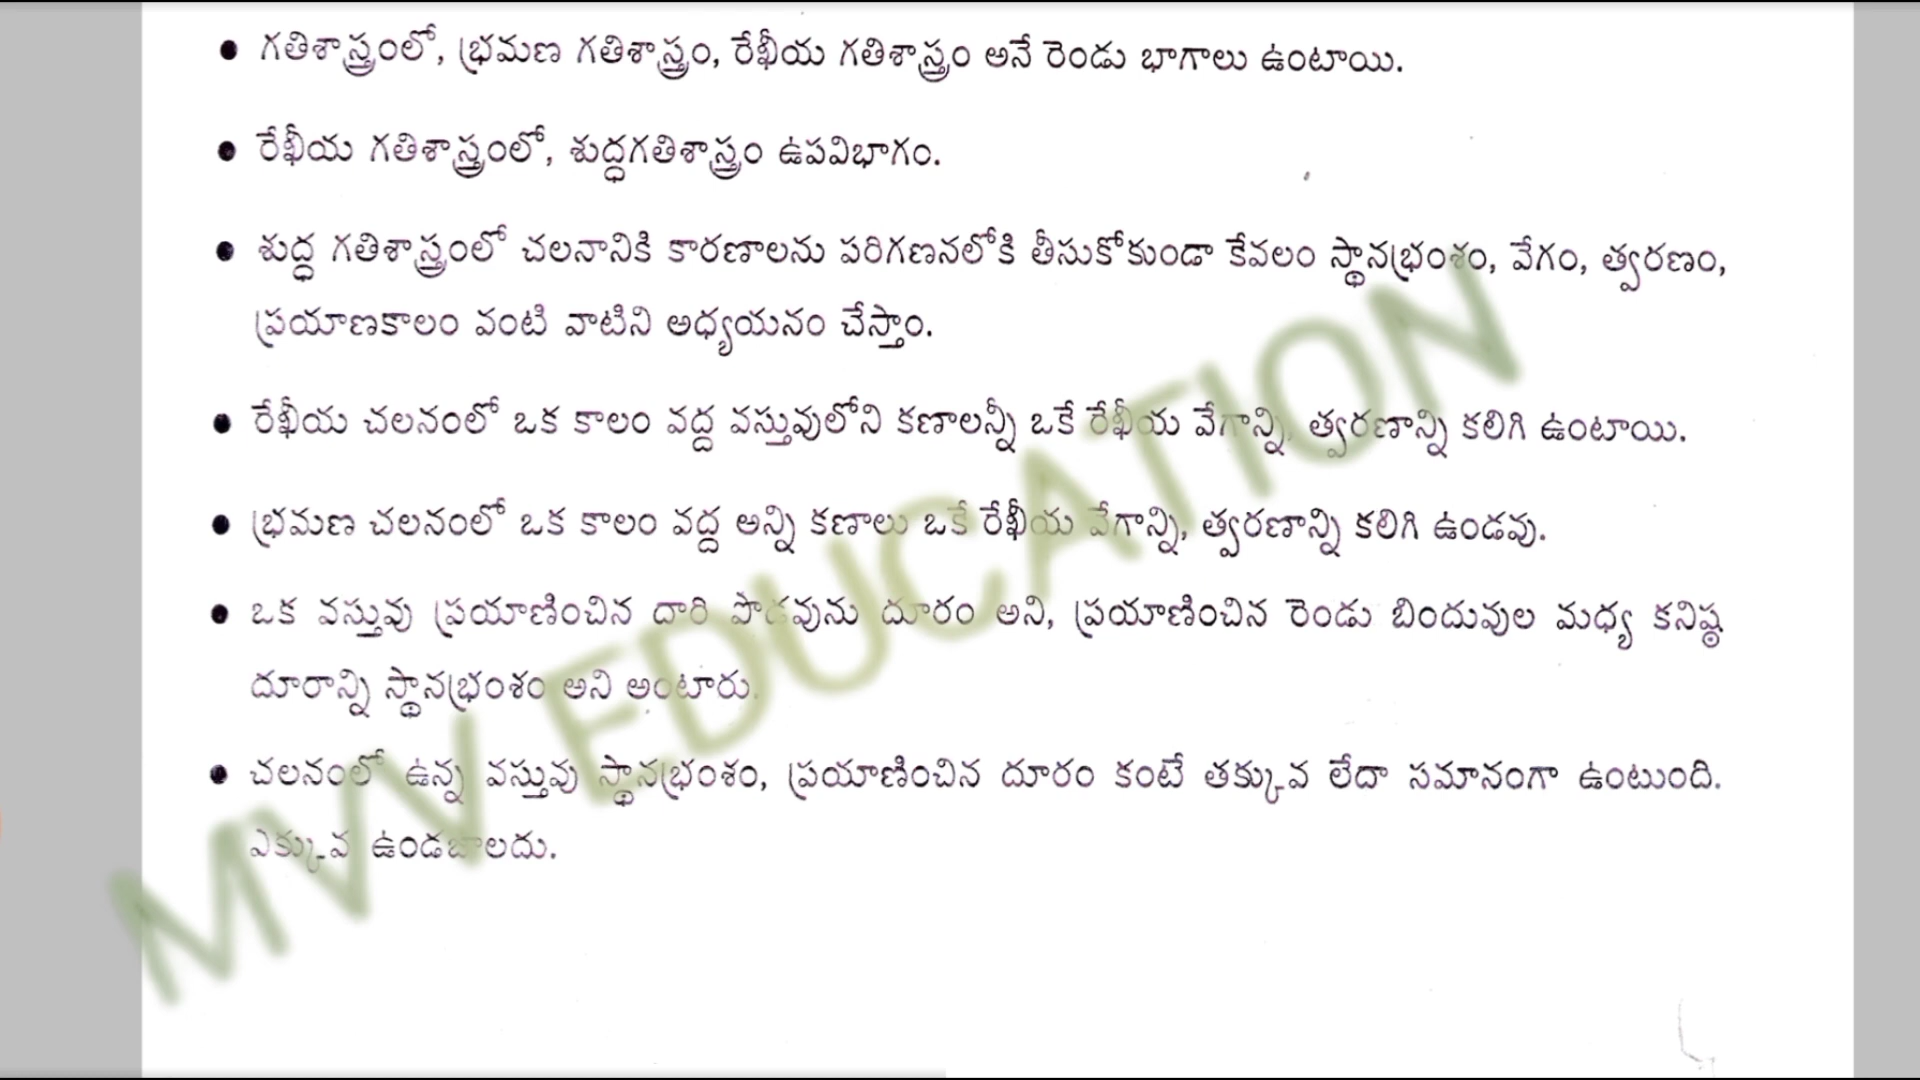 • గతిశాస్త్రంలో, భ్రమణ గతిశాస్త్రం, రేఖీయ గతిశాస్త్రం అనే రెండు భాగాలు ఉంటాయి.
• రేఖీయ గతిశాస్త్రంలో, శుద్ధగతిశాస్త్రం ఉపవిభాగం.
• శుద్ధ గతిశాస్త్రంలో చలనానికి కారణాలను పరిగణనలోకి తీసుకోకుండా కేవలం స్థానభ్రంశం, వేగం, త్వరణం,
ప్రయాణకాలం వంటి వాటిని అధ్యయనం చేస్తాం.
• రేఖీయ చలనంలో ఒక కాలం వద్ద వస్తువులోని కణాలన్నీ ఒకే రేఖీయ వేగాన్ని, త్వరణాన్ని కలిగి ఉంటాయి.
• భ్రమణ చలనంలో ఒక కాలం వద్ద అన్ని కణాలు ఒకే రేఖీయ వేగాన్ని, త్వరణాన్ని కలిగి ఉండవు.
• ఒక వస్తువు ప్రయాణించిన దారి పొడవును దూరం అని, ప్రయాణించిన రెండు బిందువుల మధ్య కనిష్ఠ
దూరాన్ని స్థానభ్రంశం అని అంటారు.
• చలనంలో ఉన్న వస్తువు స్థానభ్రంశం, ప్రయాణించిన దూరం కంటే తక్కువ లేదా సమానంగా ఉంటుంది.
ఎక్కువ ఉండజాలదు.
MVV EDUCATION